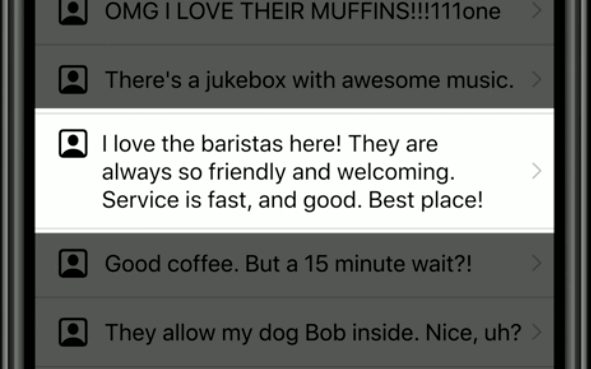 OMG I LOVE THEIR MUFFINS!!!111one
There's a jukebox with awesome music.
I love the baristas here! They are
always so friendly and welcoming.
Service is fast, and good. Best place!
Good coffee. But a 15 minute wait?!
They allow my dog Bob inside. Nice, uh?